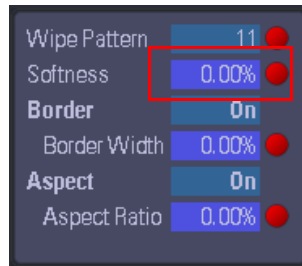 Wipe Pattern 11
Softness 0.00%
Border On
Border Width 0.00%
Aspect On
Aspect Ratio 0.00%